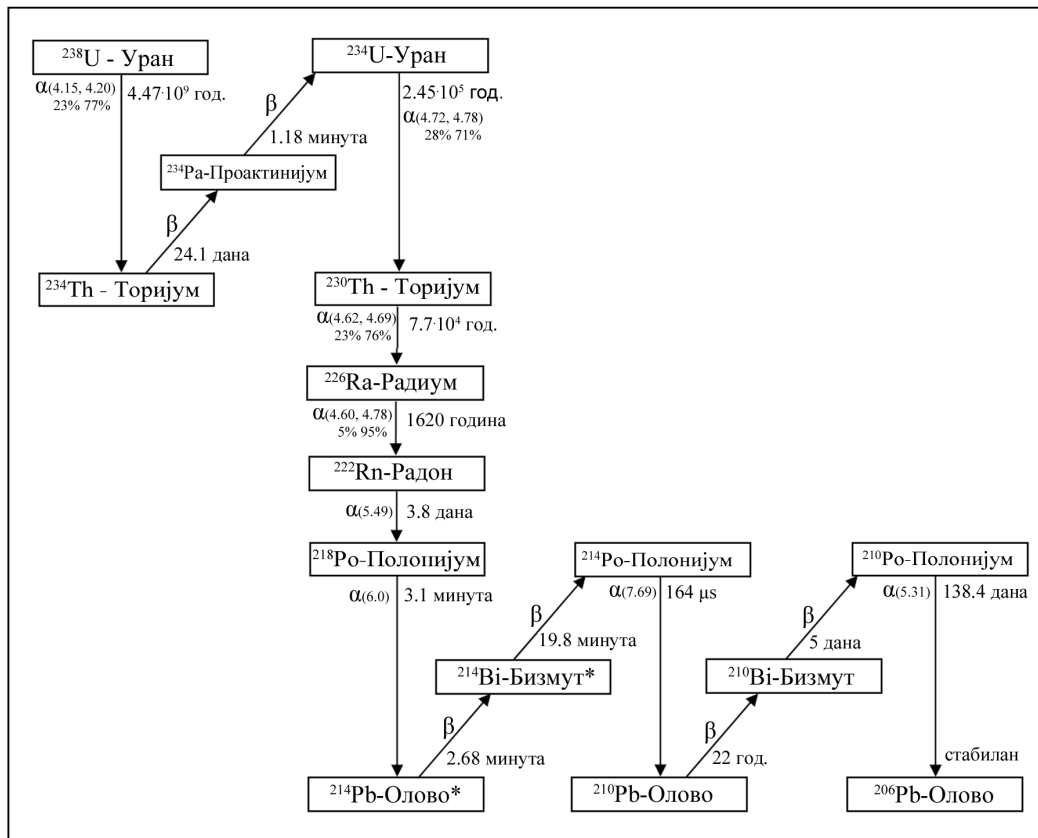 ²³⁸U - Уран
α(4.15, 4.20)
23% 77%
4.47·10⁹ год.
β
1.18 минута
²³⁴U-Уран
2.45·10⁵ год.
α(4.72, 4.78)
28% 71%
²³⁴Pa-Проактинијум
β
24.1 дана
²³⁴Th - Торијум
²³⁰Th - Торијум
α(4.62, 4.69)
23% 76%
7.7·10⁴ год.
²²⁶Ra-Радиум
α(4.60, 4.78)
5% 95%
1620 година
²²²Rn-Радон
α(5.49)
3.8 дана
²¹⁸Po-Полопијум
α(6.0)
3.1 минута
²¹⁴Po-Полонијум
α(7.69)
164 μs
²¹⁰Po-Полонијум
α(5.31)
138.4 дана
β
19.8 минута
β
5 дана
²¹⁴Bi-Бизмут*
²¹⁰Bi-Бизмут
β
2.68 минута
β
22 год.
стабилан
²¹⁴Pb-Олово*
²¹⁰Pb-Олово
²⁰⁶Pb-Олово